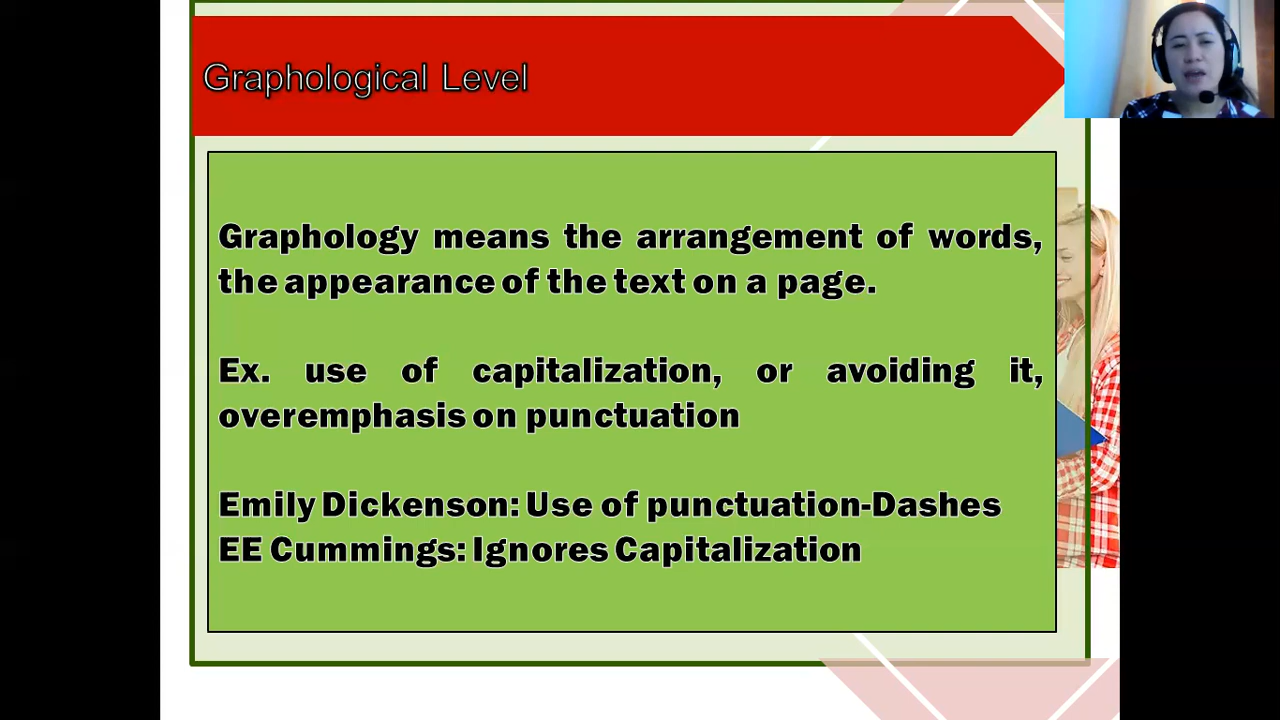 Graphological Level
Graphology means the arrangement of words,
the appearance of the text on a page.
Ex. use of capitalization, or avoiding it,
overemphasis on punctuation
Emily Dickenson: Use of punctuation-Dashes
EE Cummings: Ignores Capitalization